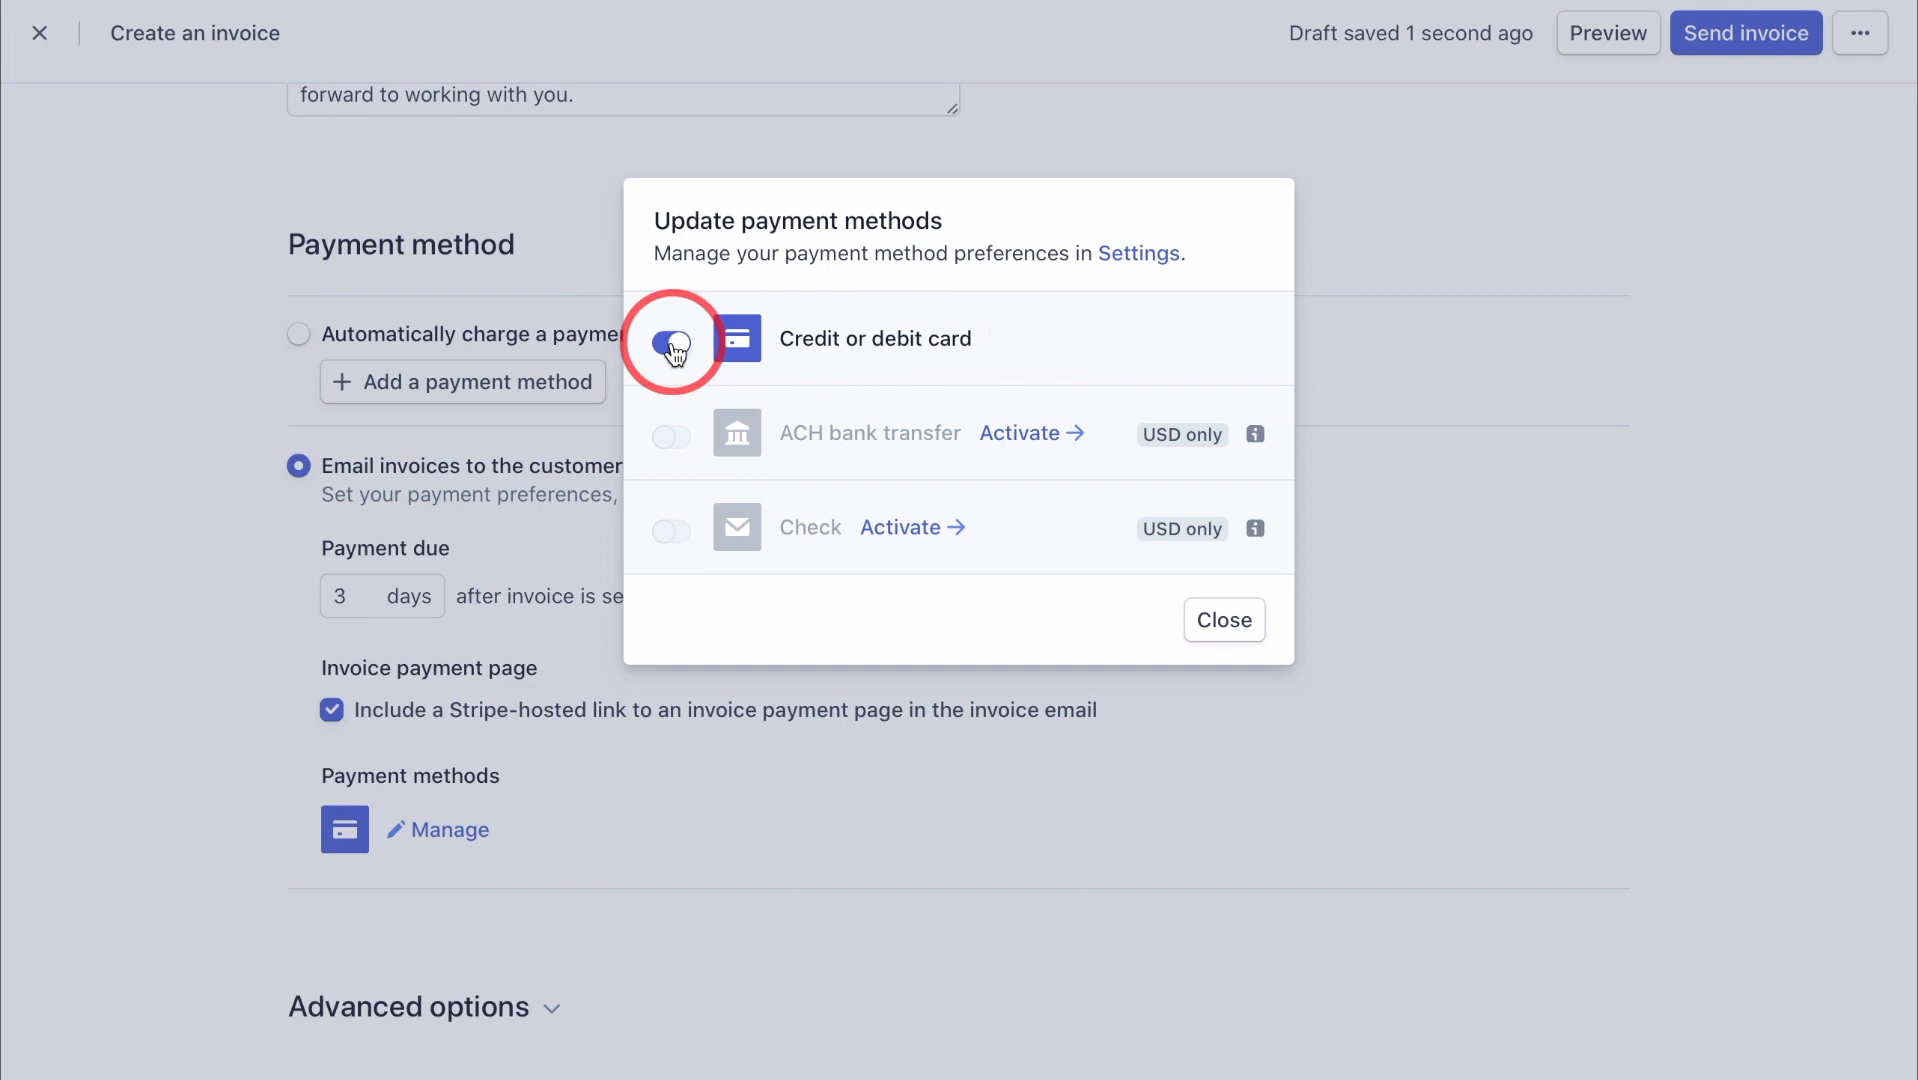 Create an invoice
Draft saved 1 second ago
Preview
Send invoice
forward to working with you.
Payment method
Automatically charge a payme
Add a payment method
Email invoices to the customer
Set your payment preferences,
Payment due
3 days after invoice is se
Invoice payment page
Include a Stripe-hosted link to an invoice payment page in the invoice email
Payment methods
Manage
Advanced options
Update payment methods
Manage your payment method preferences in Settings.
Credit or debit card
ACH bank transfer Activate → USD only
Check Activate → USD only
Close